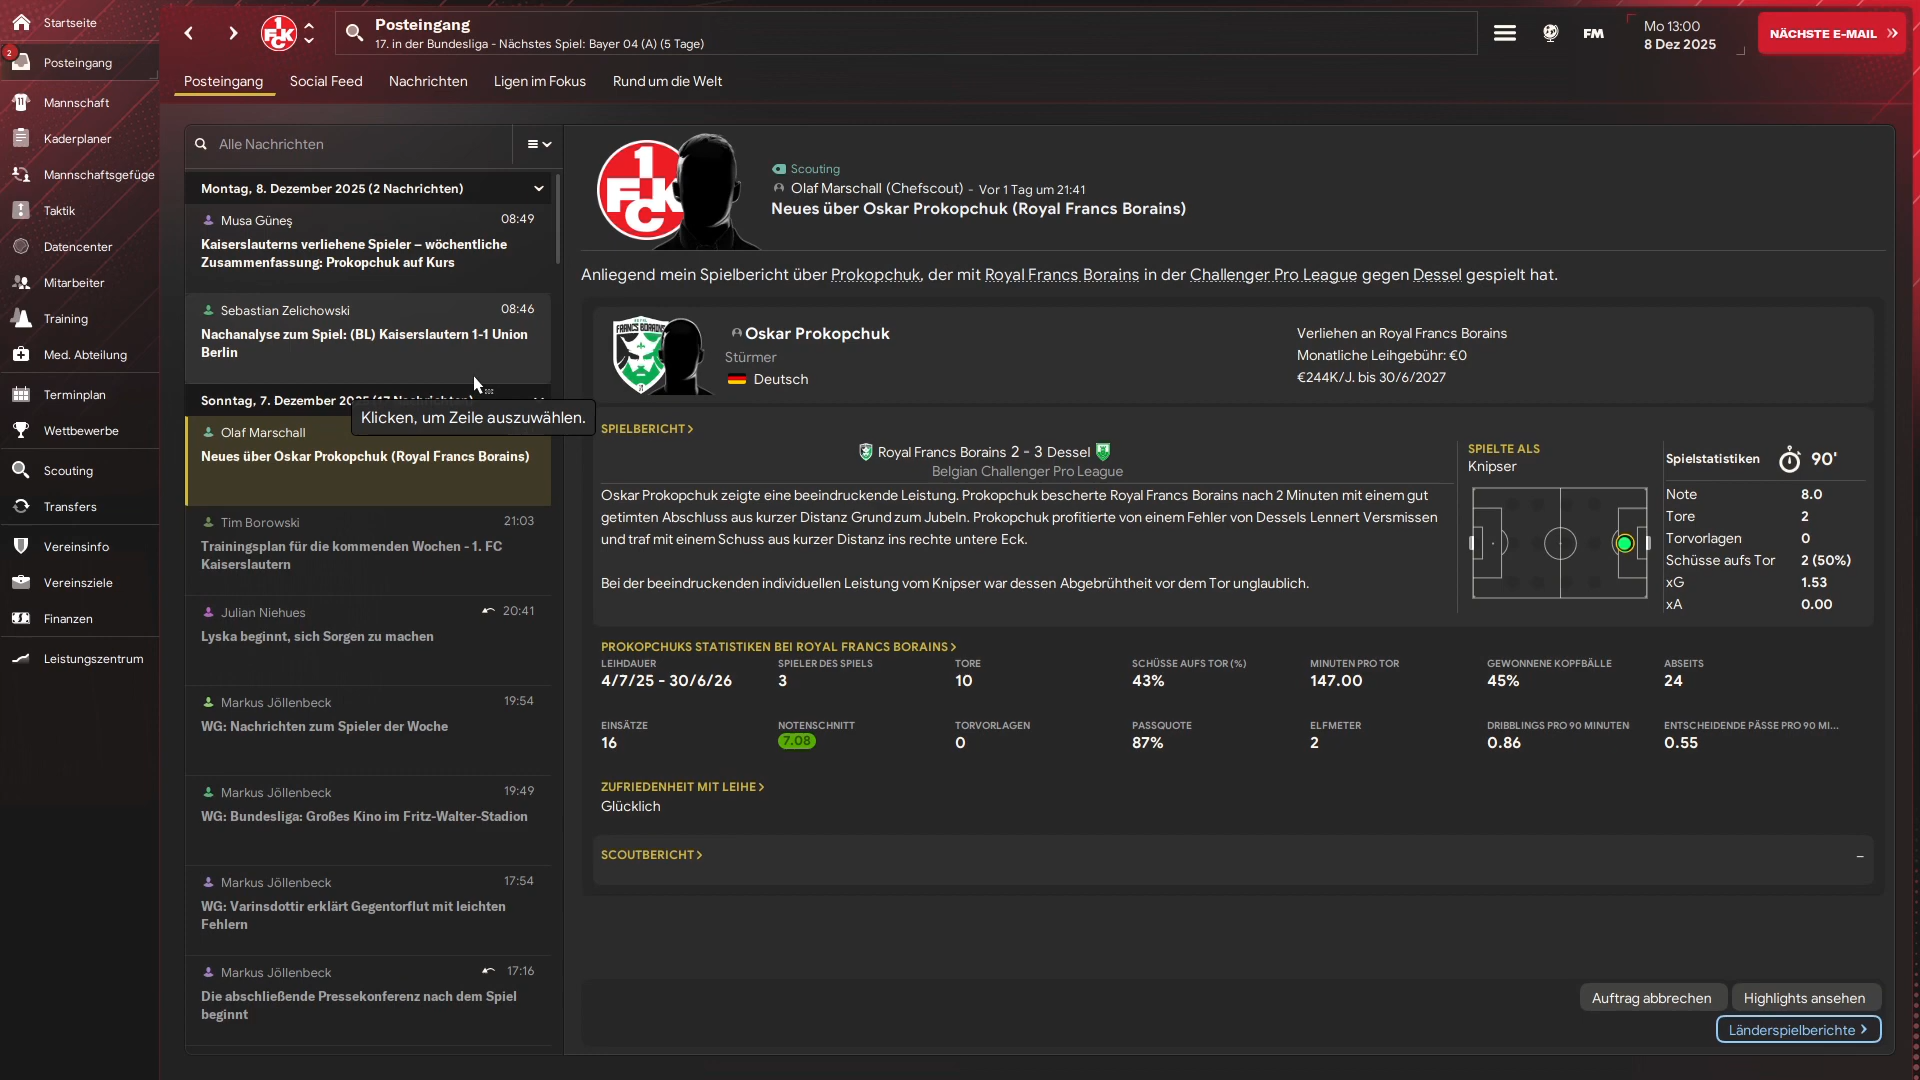 Startseite
2
Posteingang
Mannschaft
Kaderplaner
Mannschaftsgefüge
Taktik
Datencenter
Mitarbeiter
Training
Med. Abteilung
Terminplan
Wettbewerbe
Scouting
Transfers
Vereinsinfo
Vereinsziele
Finanzen
Leistungszentrum
Posteingang
17. in der Bundesliga - Nächstes Spiel: Bayer 04 (A) (5 Tage)
FM
Mo 13:00
8 Dez 2025
NÄCHSTE E-MAIL
Posteingang Social Feed Nachrichten Ligen im Fokus Rund um die Welt
Alle Nachrichten
Montag, 8. Dezember 2025 (2 Nachrichten)
Musa Güneş 08:49
Kaiserslauterns verliehene Spieler – wöchentliche
Zusammenfassung: Prokopchuk auf Kurs
Sebastian Zelichowski 08:46
Nachanalyse zum Spiel: (BL) Kaiserslautern 1-1 Union
Berlin
Sonntag, 7. Dezember 2025 (17 Nachrichten)
Klicken, um Zeile auszuwählen.
Olaf Marschall
Neues über Oskar Prokopchuk (Royal Francs Borains)
Tim Borowski 21:03
Trainingsplan für die kommenden Wochen - 1. FC
Kaiserslautern
Julian Niehues 20:41
Lyska beginnt, sich Sorgen zu machen
Markus Jöllenbeck 19:54
WG: Nachrichten zum Spieler der Woche
Markus Jöllenbeck 19:49
WG: Bundesliga: Großes Kino im Fritz-Walter-Stadion
Markus Jöllenbeck 17:54
WG: Varinsdottir erklärt Gegentorflut mit leichten
Fehlern
Markus Jöllenbeck 17:16
Die abschließende Pressekonferenz nach dem Spiel
beginnt
Scouting
Olaf Marschall (Chefscout) - Vor 1 Tag um 21:41
Neues über Oskar Prokopchuk (Royal Francs Borains)
Anliegend mein Spielbericht über Prokopchuk, der mit Royal Francs Borains in der Challenger Pro League gegen Dessel gespielt hat.
Oskar Prokopchuk
Stürmer
Deutsch
Verliehen an Royal Francs Borains
Monatliche Leihgebühr: €0
€244K/J. bis 30/6/2027
SPIELBERICHT
Royal Francs Borains 2 - 3 Dessel
Belgian Challenger Pro League
Oskar Prokopchuk zeigte eine beeindruckende Leistung. Prokopchuk bescherte Royal Francs Borains nach 2 Minuten mit einem gut
getimten Abschluss aus kurzer Distanz Grund zum Jubeln. Prokopchuk profitierte von einem Fehler von Dessels Lennert Versmissen
und traf mit einem Schuss aus kurzer Distanz ins rechte untere Eck.
Bei der beeindruckenden individuellen Leistung vom Knipser war dessen Abgebrühtheit vor dem Tor unglaublich.
SPIELTE ALS
Knipser
Spielstatistiken 90'
Note 8.0
Tore 2
Torvorlagen 0
Schüsse aufs Tor 2 (50%)
xG 1.53
xA 0.00
PROKOPCHUKS STATISTIKEN BEI ROYAL FRANCS BORAINS
LEIHDAUER SPIELER DES SPIELS TORE SCHÜSSE AUFS TOR (%) MINUTEN PRO TOR GEWONNENE KOPFBÄLLE ABSEITS
4/7/25 - 30/6/26 3 10 43% 147.00 45% 24
EINSÄTZE NOTENSCHNITT TORVORLAGEN PASSQUOTE ELFMETER DRIBBLINGS PRO 90 MINUTEN ENTSCHEIDENDE PÄSSE PRO 90 MI...
16 7.08 0 87% 2 0.86 0.55
ZUFRIEDENHEIT MIT LEIHE
Glücklich
SCOUTBERICHT
–
Auftrag abbrechen Highlights ansehen
Länderspielberichte